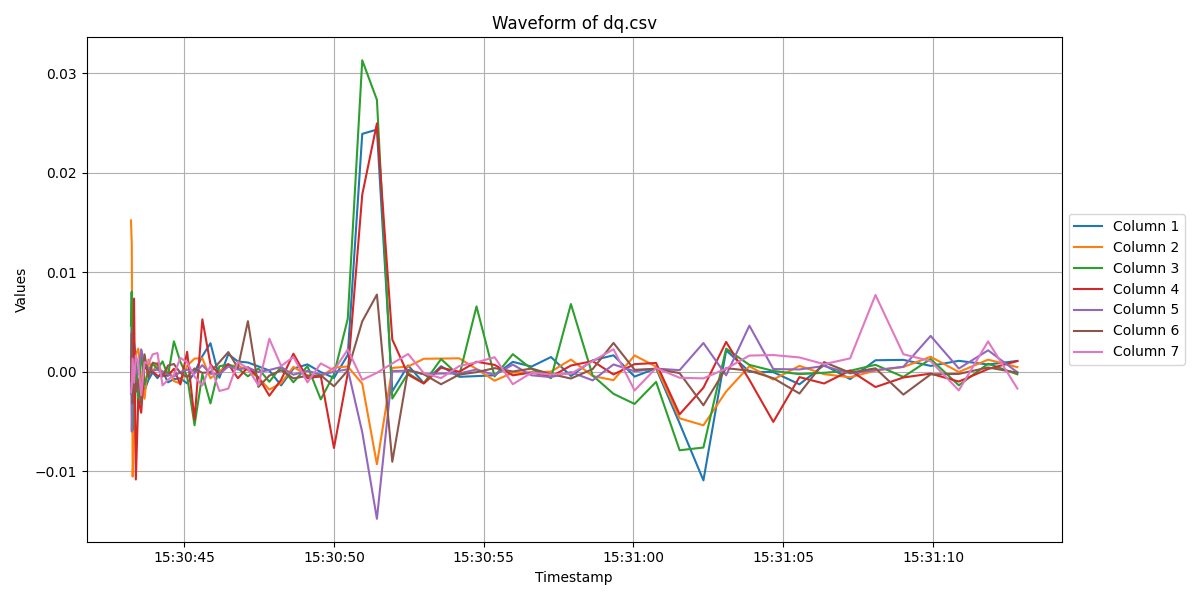 Waveform of dq.csv
Values
0.03
0.02
0.01
0.00
−0.01
15:30:45
15:30:50
15:30:55
15:31:00
15:31:05
15:31:10
Timestamp
Column 1
Column 2
Column 3
Column 4
Column 5
Column 6
Column 7